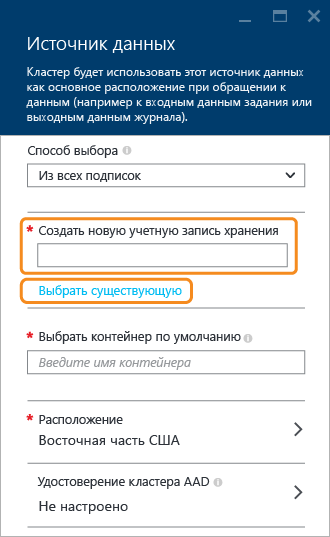 Источник данных
Кластер будет использовать этот источник данных
как основное расположение при обращении к
данным (например к входным данным задания или
выходным данным журнала).
Способ выбора
Из всех подписок
* Создать новую учетную запись хранения
Выбрать существующую
* Выбрать контейнер по умолчанию
Введите имя контейнера
* Расположение
Восточная часть США
Удостоверение кластера AAD
Не настроено